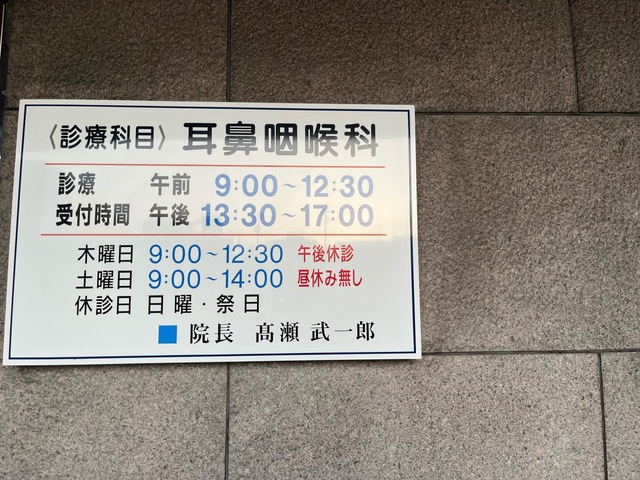 〈診療科目〉 耳鼻咽喉科
診療 午前 9:00～12:30
受付時間 午後 13:30～17:00
木曜日 9:00～12:30 午後休診
土曜日 9:00～14:00 昼休み無し
休診日 日曜・祭日
■ 院長 髙瀬 武一郎